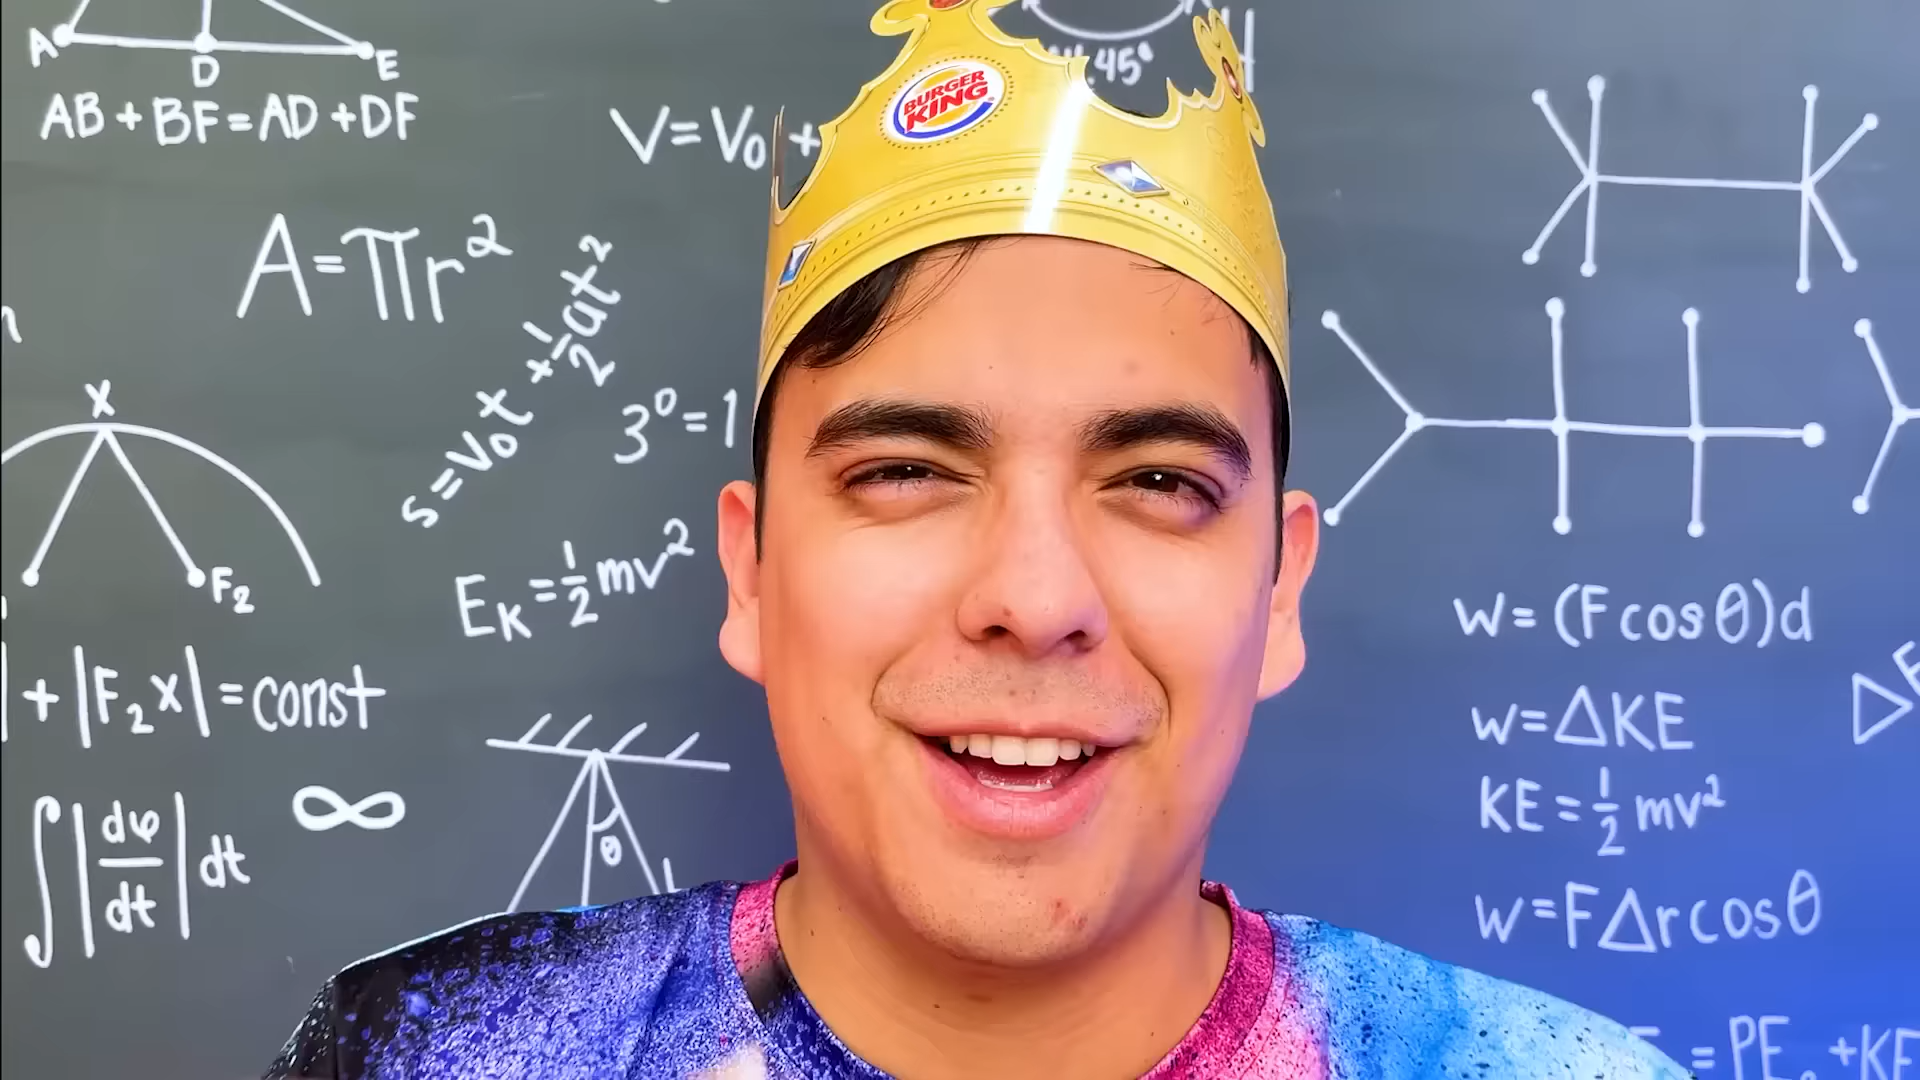 A
D
E
AB + BF = AD + DF
V = V₀ +
.45°
H
BURGER
KING
A = πr²
s = v₀t + ½at²
3⁰ = 1
X
F₂
E_K = ½mv²
+ |F₂X| = const
∫|dφ/dt| dt
∞
θ
W = (F cos θ)d
W = ΔKE
KE = ½mv²
W = FΔr cos θ
= PE + KE